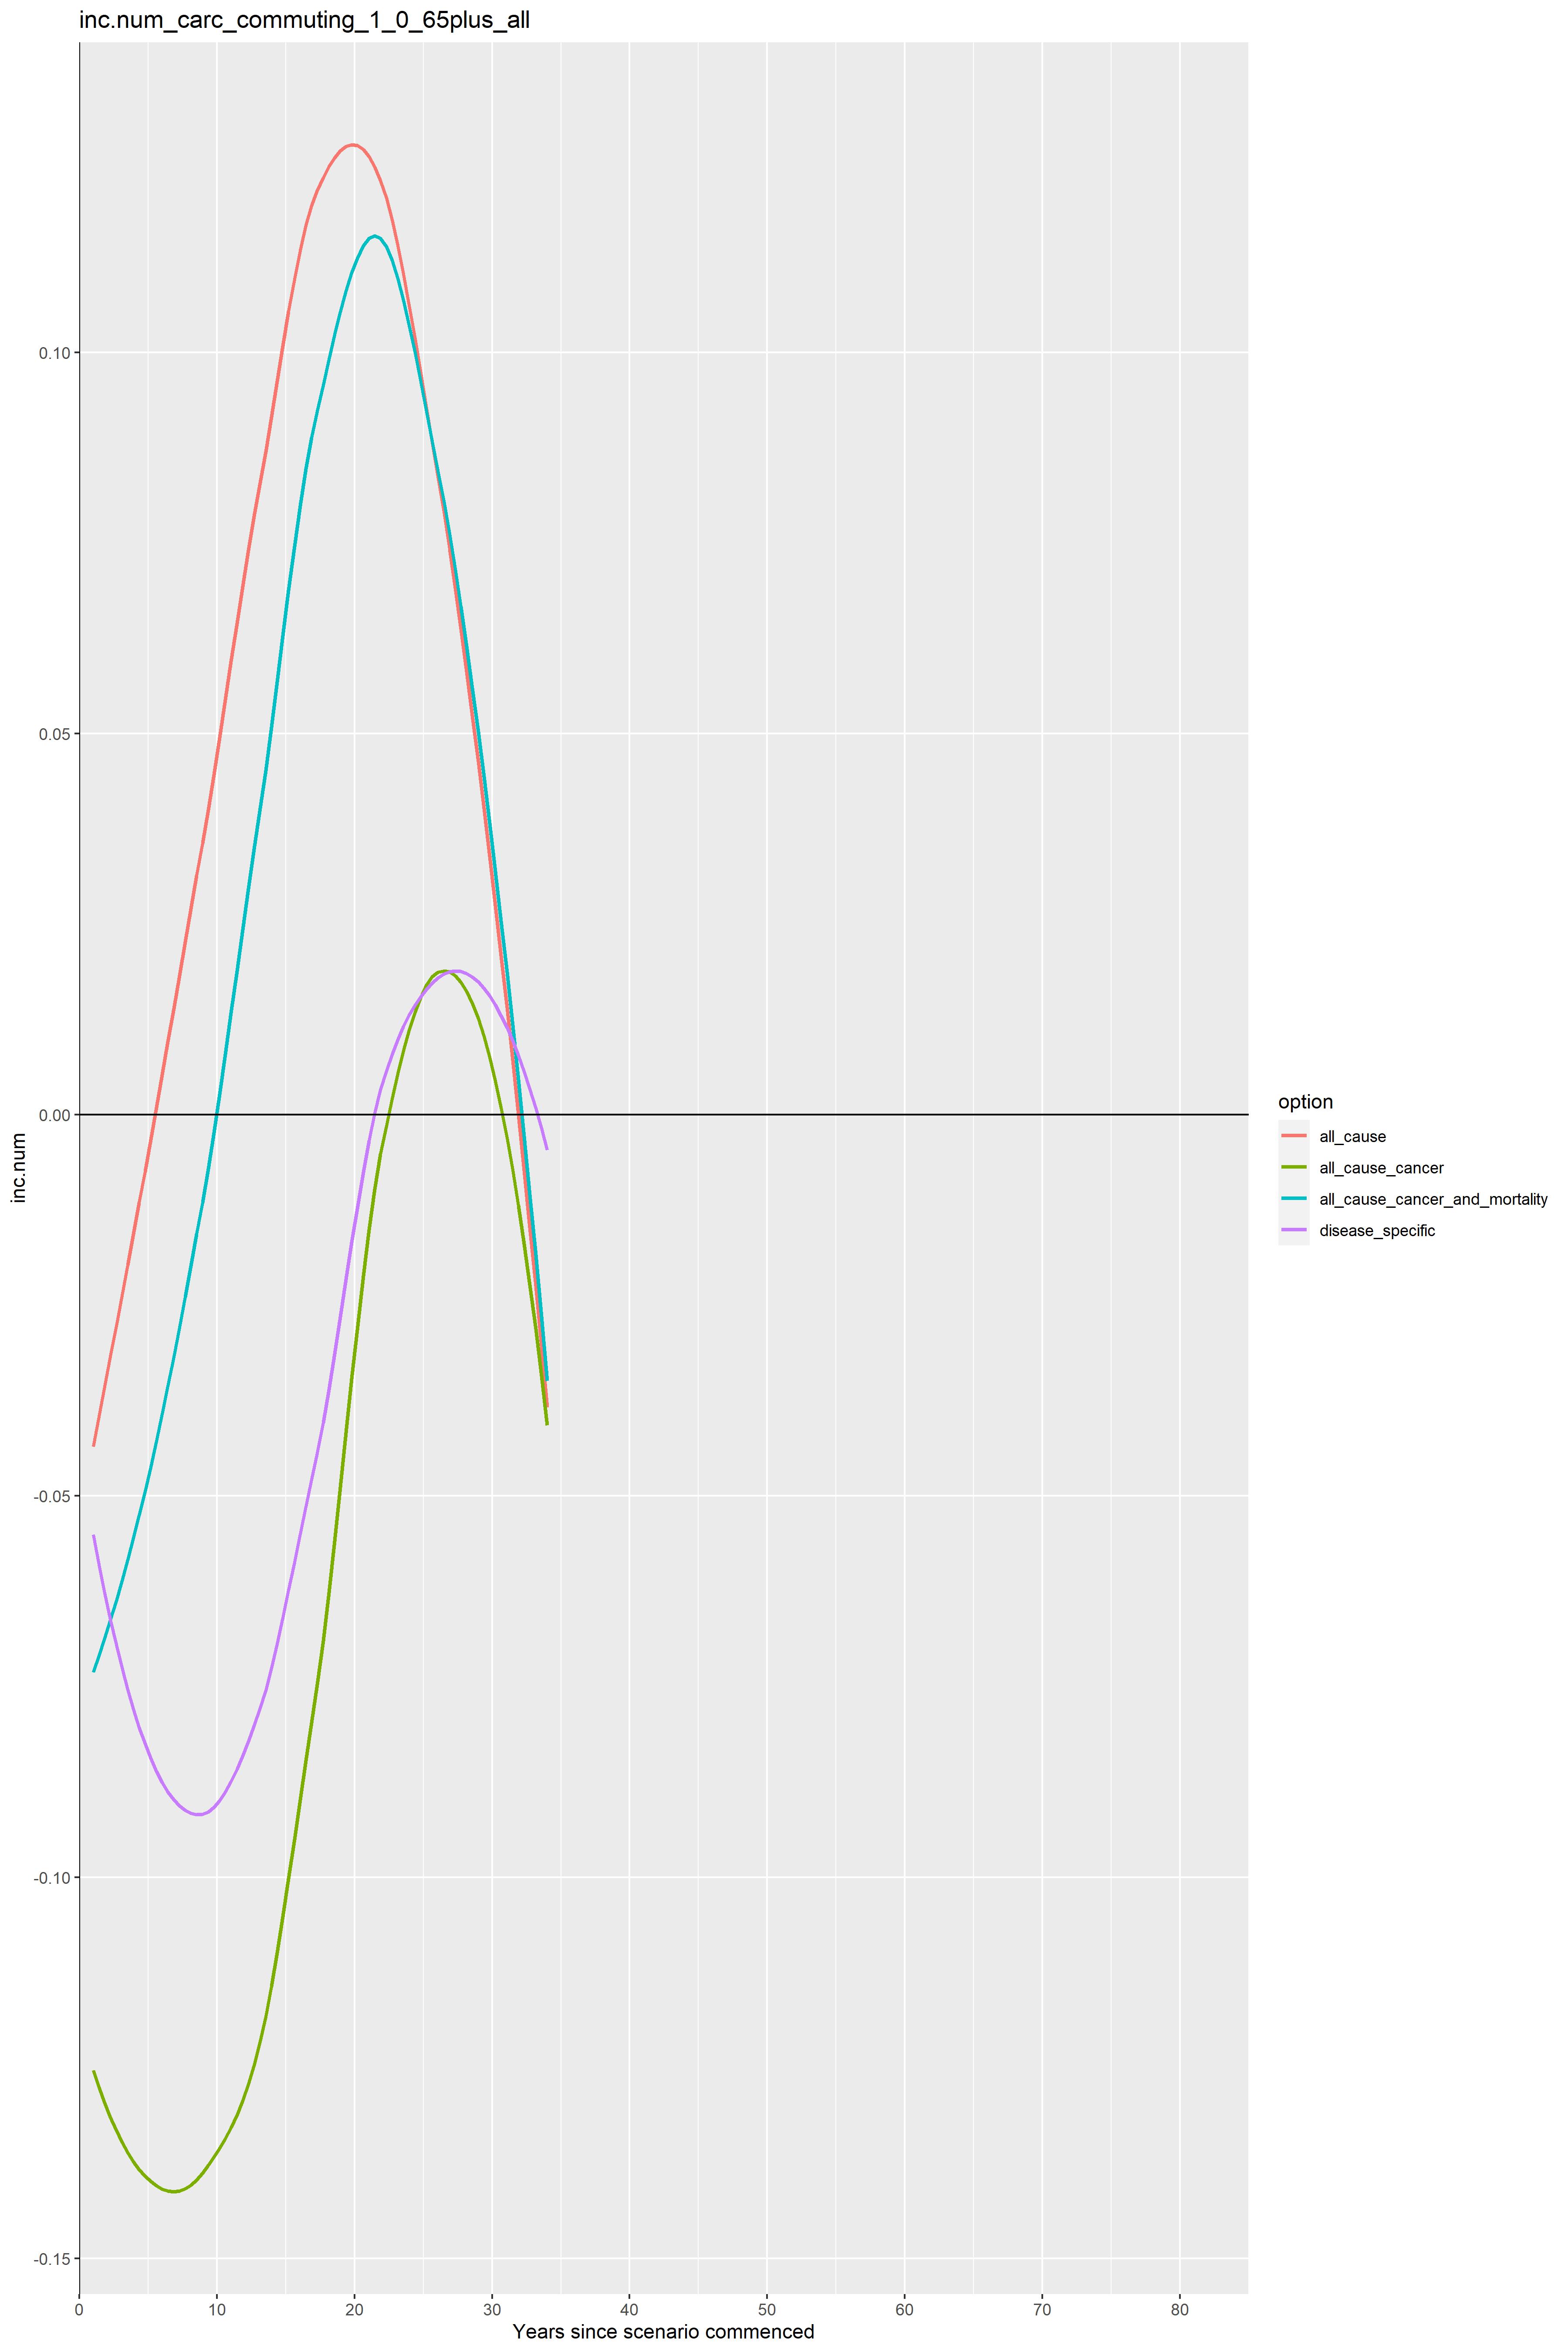 inc.num_carc_commuting_1_0_65plus_all
inc.num
0.10
0.05
0.00
-0.05
-0.10
-0.15
0 10 20 30 40 50 60 70 80
Years since scenario commenced
option
all_cause
all_cause_cancer
all_cause_cancer_and_mortality
disease_specific